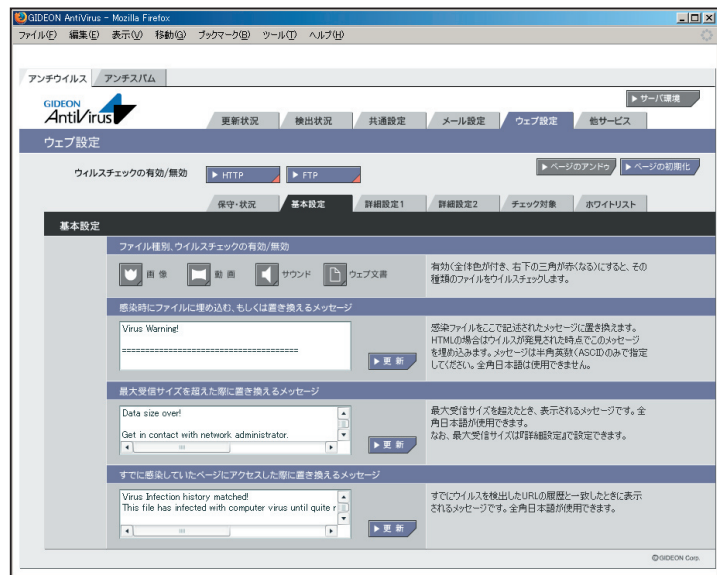 GIDEON AntiVirus - Mozilla Firefox
ファイル(F) 編集(E) 表示(V) 移動(G) ブックマーク(B) ツール(T) ヘルプ(H)
アンチウイルス アンチスパム
サーバ環境
GIDEON
AntiVirus
更新状況 検出状況 共通設定 メール設定 ウェブ設定 他サービス
ウェブ設定
ウィルスチェックの有効/無効 HTTP FTP ページのアンドゥ ページの初期化
保守・状況 基本設定 詳細設定1 詳細設定2 チェック対象 ホワイトリスト
基本設定
ファイル種別、ウイルスチェックの有効/無効
画像 動画 サウンド ウェブ文書
有効(全体色が付き、右下の三角が赤くなる)にすると、その
種類のファイルをウイルスチェックします。
感染時にファイルに埋め込む、もしくは置き換えるメッセージ
Virus Warning!
======================================
更新
感染ファイルをここで記述されたメッセージに置き換えます。
HTMLの場合はウイルスが発見された時点でこのメッセージ
を埋め込みます。メッセージは半角英数(ASCII)のみで指定
してください。全角日本語は使用できません。
最大受信サイズを超えた際に置き換えるメッセージ
Data size over!
Get in contact with network administrator.
更新
最大受信サイズを超えたとき、表示されるメッセージです。全
角日本語が使用できます。
なお、最大受信サイズは『詳細設定』で設定できます。
すでに感染していたページにアクセスした際に置き換えるメッセージ
Virus Infection history matched!
This file has infected with computer virus until quite r
更新
すでにウイルスを検出したURLの履歴と一致したときに表示
されるメッセージです。全角日本語が使用できます。
©GIDEON Corp.